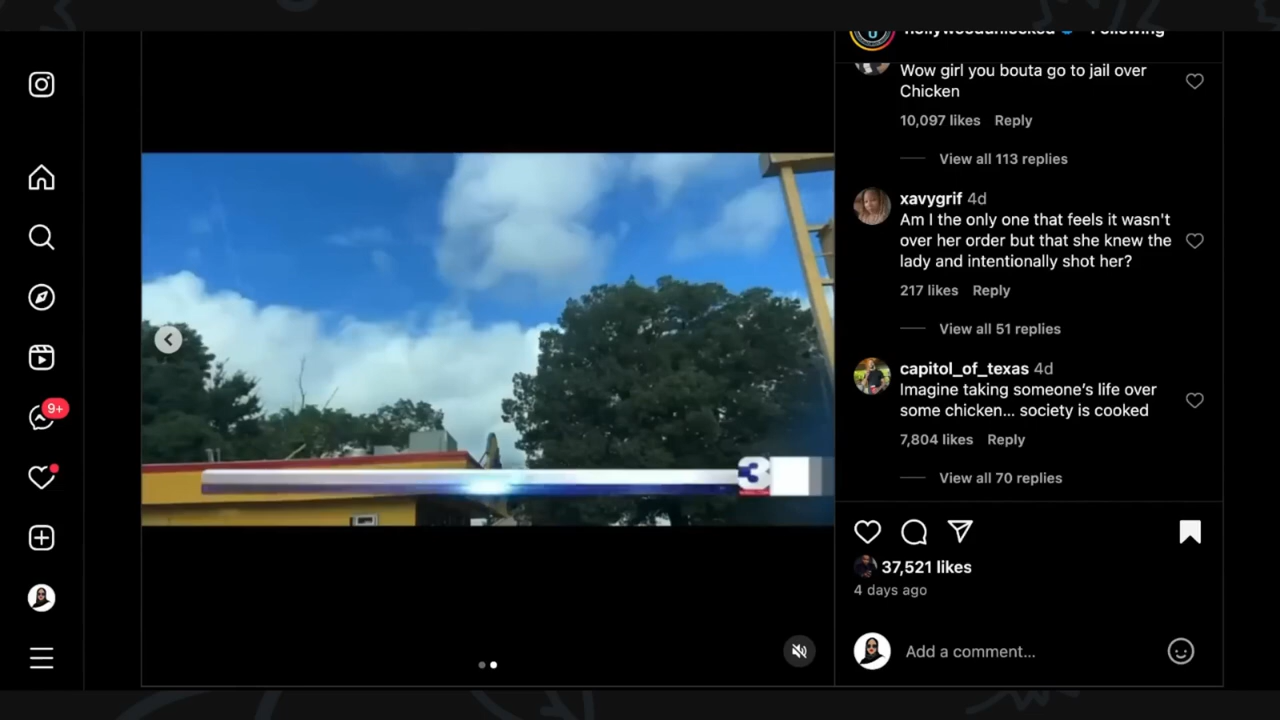 hollywoodunlocked Following
Wow girl you bouta go to jail over
Chicken
10,097 likes Reply
View all 113 replies
xavygrif 4d
Am I the only one that feels it wasn't
over her order but that she knew the
lady and intentionally shot her?
217 likes Reply
View all 51 replies
capitol_of_texas 4d
Imagine taking someone’s life over
some chicken... society is cooked
7,804 likes Reply
View all 70 replies
9+
3
37,521 likes
4 days ago
Add a comment...